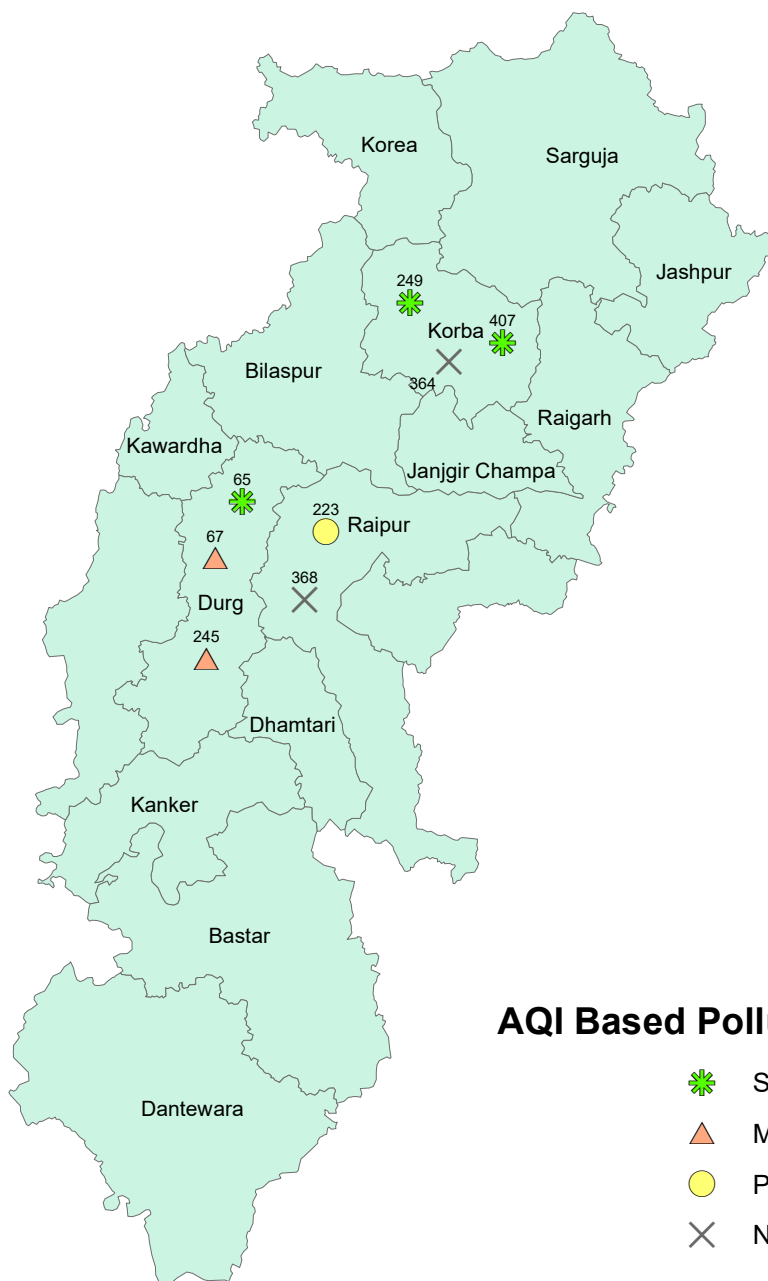 Korea
Sarguja
Jashpur
249
407
Korba
364
Bilaspur
Raigarh
Kawardha
Janjgir Champa
65
223
Raipur
67
368
Durg
245
Dhamtari
Kanker
Bastar
Dantewara
AQI Based Pollu
S
M
P
N